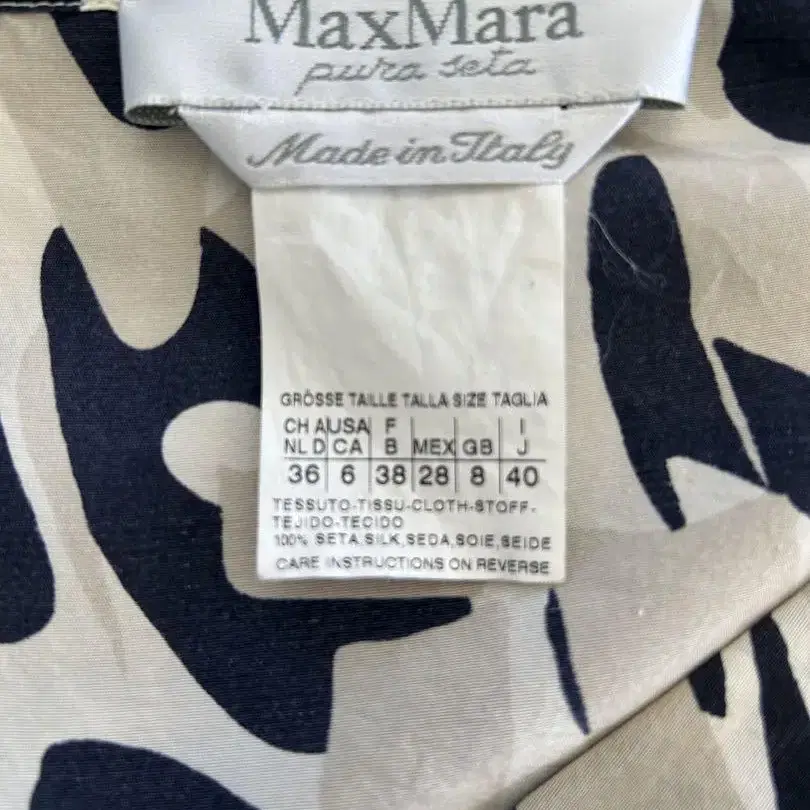 MaxMara
pura seta
Made in Italy
GRÖSSE TAILLE TALLA SIZE TAGLIA
CH A USA F I
NL D CA B MEX GB J
36 6 38 28 8 40
TESSUTO-TISSU-CLOTH-STOFF-
TEJIDO-TECIDO
100% SETA,SILK,SEDA,SOIE,SEIDE
CARE INSTRUCTIONS ON REVERSE